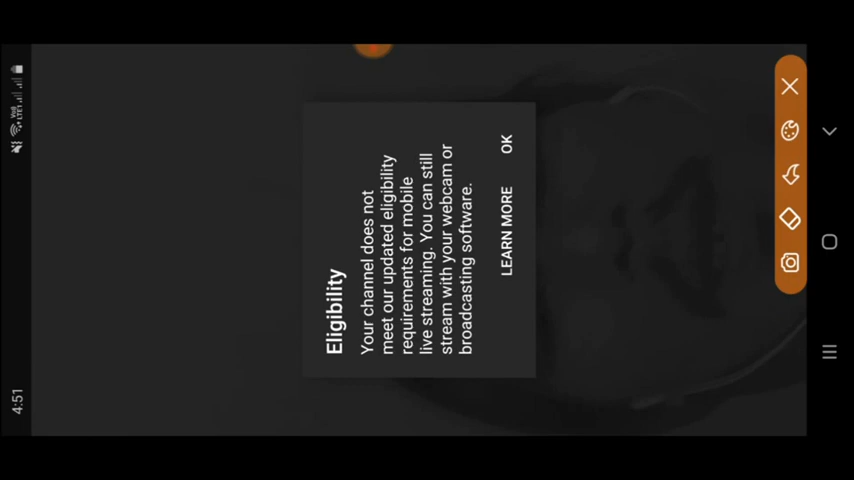 4:51
Eligibility
Your channel does not
meet our updated eligibility
requirements for mobile
live streaming. You can still
stream with your webcam or
broadcasting software.
LEARN MORE OK